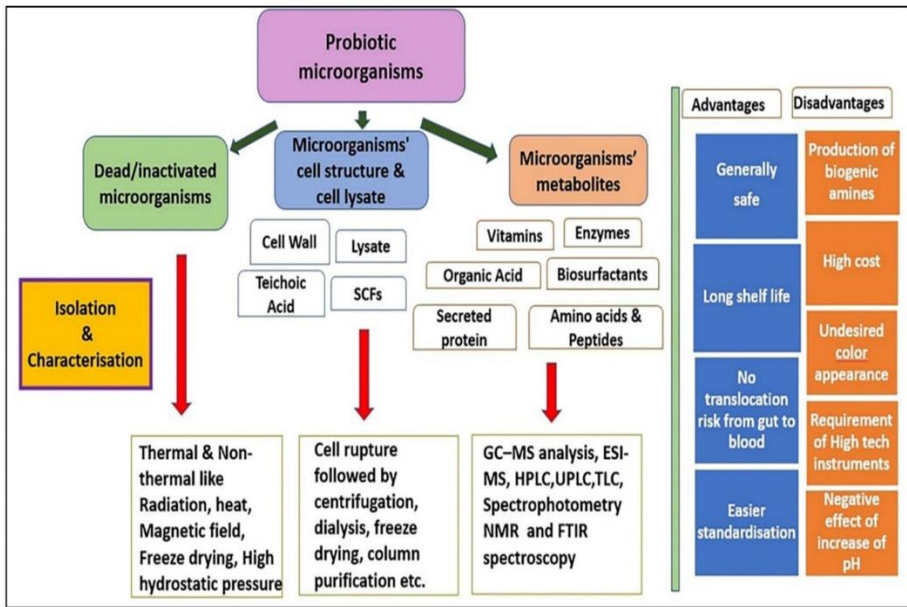 Probiotic
microorganisms
Dead/inactivated
microorganisms
Microorganisms'
cell structure &
cell lysate
Microorganisms’
metabolites
Cell Wall
Lysate
Teichoic
Acid
SCFs
Vitamins
Enzymes
Organic Acid
Biosurfactants
Secreted
protein
Amino acids &
Peptides
Isolation
&
Characterisation
Thermal & Non-
thermal like
Radiation, heat,
Magnetic field,
Freeze drying, High
hydrostatic pressure
Cell rupture
followed by
centrifugation,
dialysis, freeze
drying, column
purification etc.
GC–MS analysis, ESI-
MS, HPLC,UPLC,TLC,
Spectrophotometry
NMR and FTIR
spectroscopy
Advantages
Generally
safe
Long shelf life
No
translocation
risk from gut to
blood
Easier
standardisation
Disadvantages
Production of
biogenic
amines
High cost
Undesired
color
appearance
Requirement
of High tech
instruments
Negative
effect of
increase of
pH